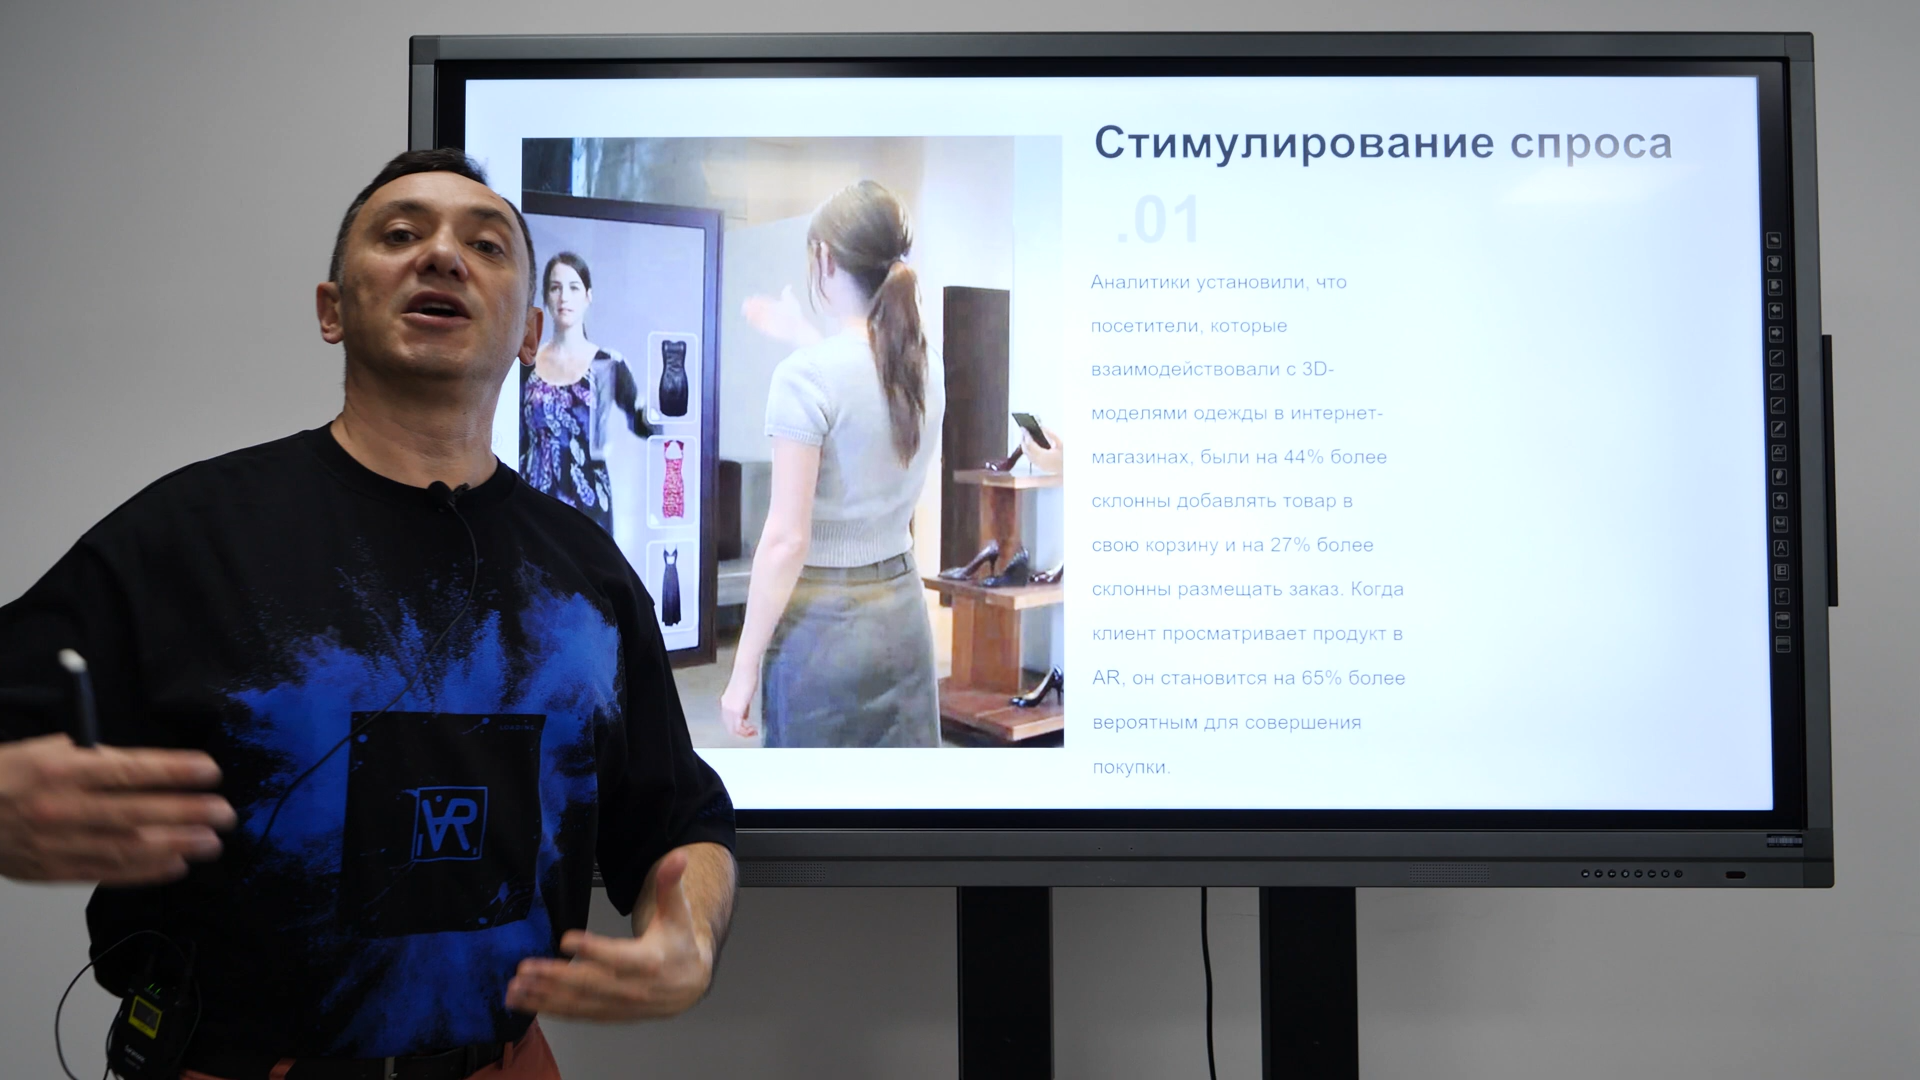 Стимулирование спроса
.01
Аналитики установили, что
посетители, которые
взаимодействовали с 3D-
моделями одежды в интернет-
магазинах, были на 44% более
склонны добавлять товар в
свою корзину и на 27% более
склонны размещать заказ. Когда
клиент просматривает продукт в
AR, он становится на 65% более
вероятным для совершения
покупки.